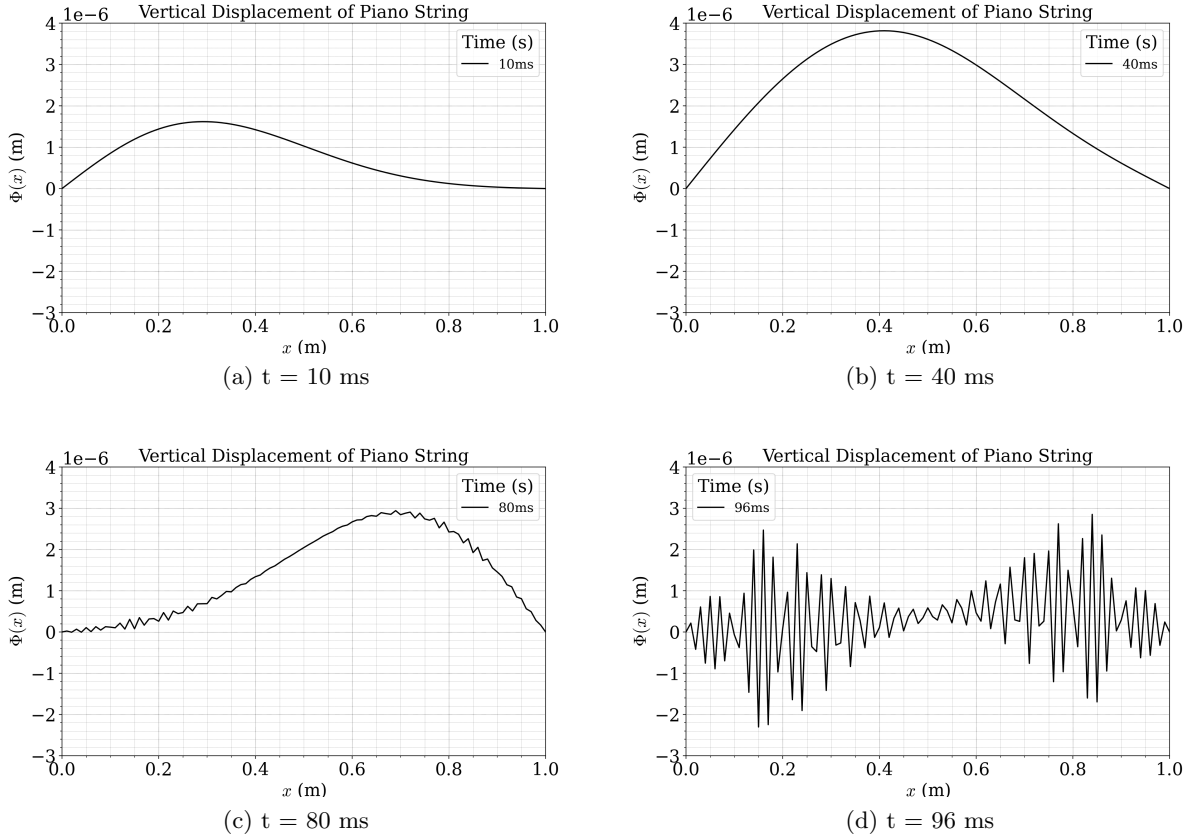 1e−6 Vertical Displacement of Piano String
Time (s)
10ms
4
3
2
1
0
−1
−2
−3
Φ(x) (m)
0.0 0.2 0.4 0.6 0.8 1.0
x (m)
(a) t = 10 ms
1e−6 Vertical Displacement of Piano String
Time (s)
40ms
4
3
2
1
0
−1
−2
−3
Φ(x) (m)
0.0 0.2 0.4 0.6 0.8 1.0
x (m)
(b) t = 40 ms
1e−6 Vertical Displacement of Piano String
Time (s)
80ms
4
3
2
1
0
−1
−2
−3
Φ(x) (m)
0.0 0.2 0.4 0.6 0.8 1.0
x (m)
(c) t = 80 ms
1e−6 Vertical Displacement of Piano String
Time (s)
96ms
4
3
2
1
0
−1
−2
−3
Φ(x) (m)
0.0 0.2 0.4 0.6 0.8 1.0
x (m)
(d) t = 96 ms